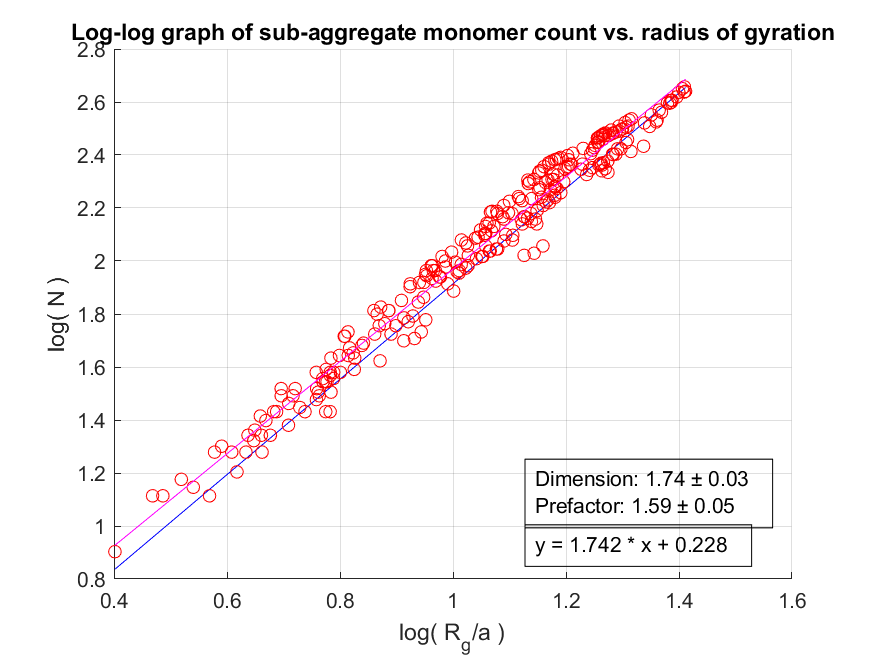 Log-log graph of sub-aggregate monomer count vs. radius of gyration
2.8
2.6
2.4
2.2
2
1.8
1.6
1.4
1.2
1
0.8
log( N )
Dimension: 1.74 ± 0.03
Prefactor: 1.59 ± 0.05
y = 1.742 * x + 0.228
0.4 0.6 0.8 1 1.2 1.4 1.6
log( R_g/a )